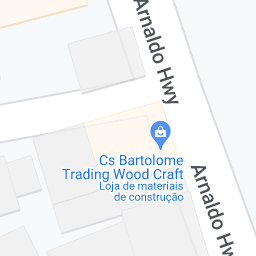 Arnaldo Hwy
Cs Bartolome
Trading Wood Craft
Loja de materiais
de construção
Arnaldo Hw